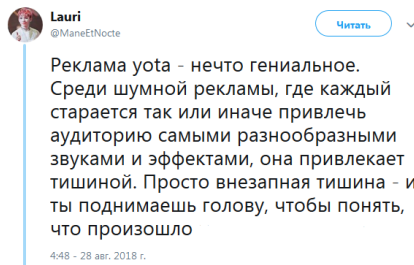 Lauri
@ManeEtNocte
Читать
Реклама yota - нечто гениальное.
Среди шумной рекламы, где каждый
старается так или иначе привлечь
аудиторию самыми разнообразными
звуками и эффектами, она привлекает
тишиной. Просто внезапная тишина - и
ты поднимаешь голову, чтобы понять,
что произошло
4:48 - 28 авг. 2018 г.